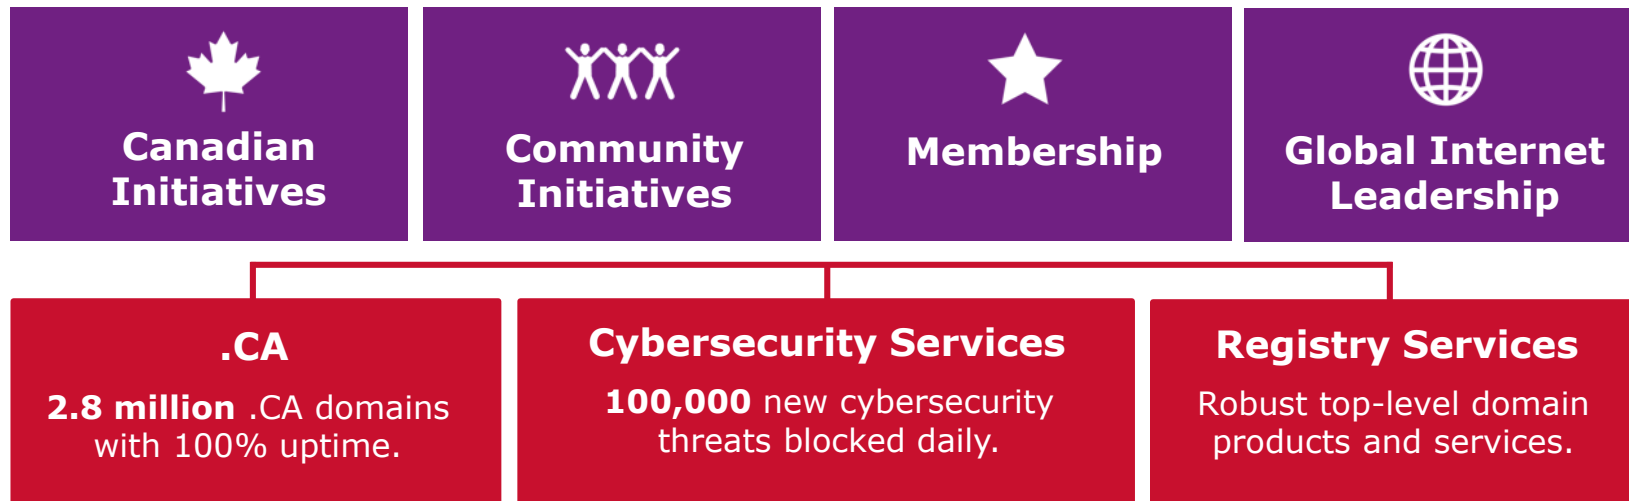 Canadian
Initiatives
Community
Initiatives
Membership
Global Internet
Leadership
.CA
2.8 million .CA domains
with 100% uptime.
Cybersecurity Services
100,000 new cybersecurity
threats blocked daily.
Registry Services
Robust top-level domain
products and services.